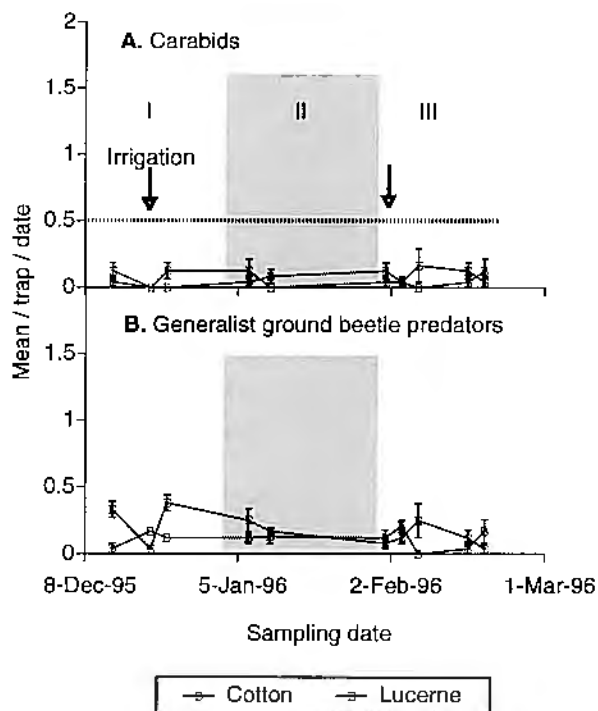 2
A. Carabids
1.5
I II III
1
Irrigation
0.5
0
Mean / trap / date
B. Generalist ground beetle predators
1.5
1
0.5
0
8-Dec-95 5-Jan-96 2-Feb-96 1-Mar-96
Sampling date
Cotton Lucerne